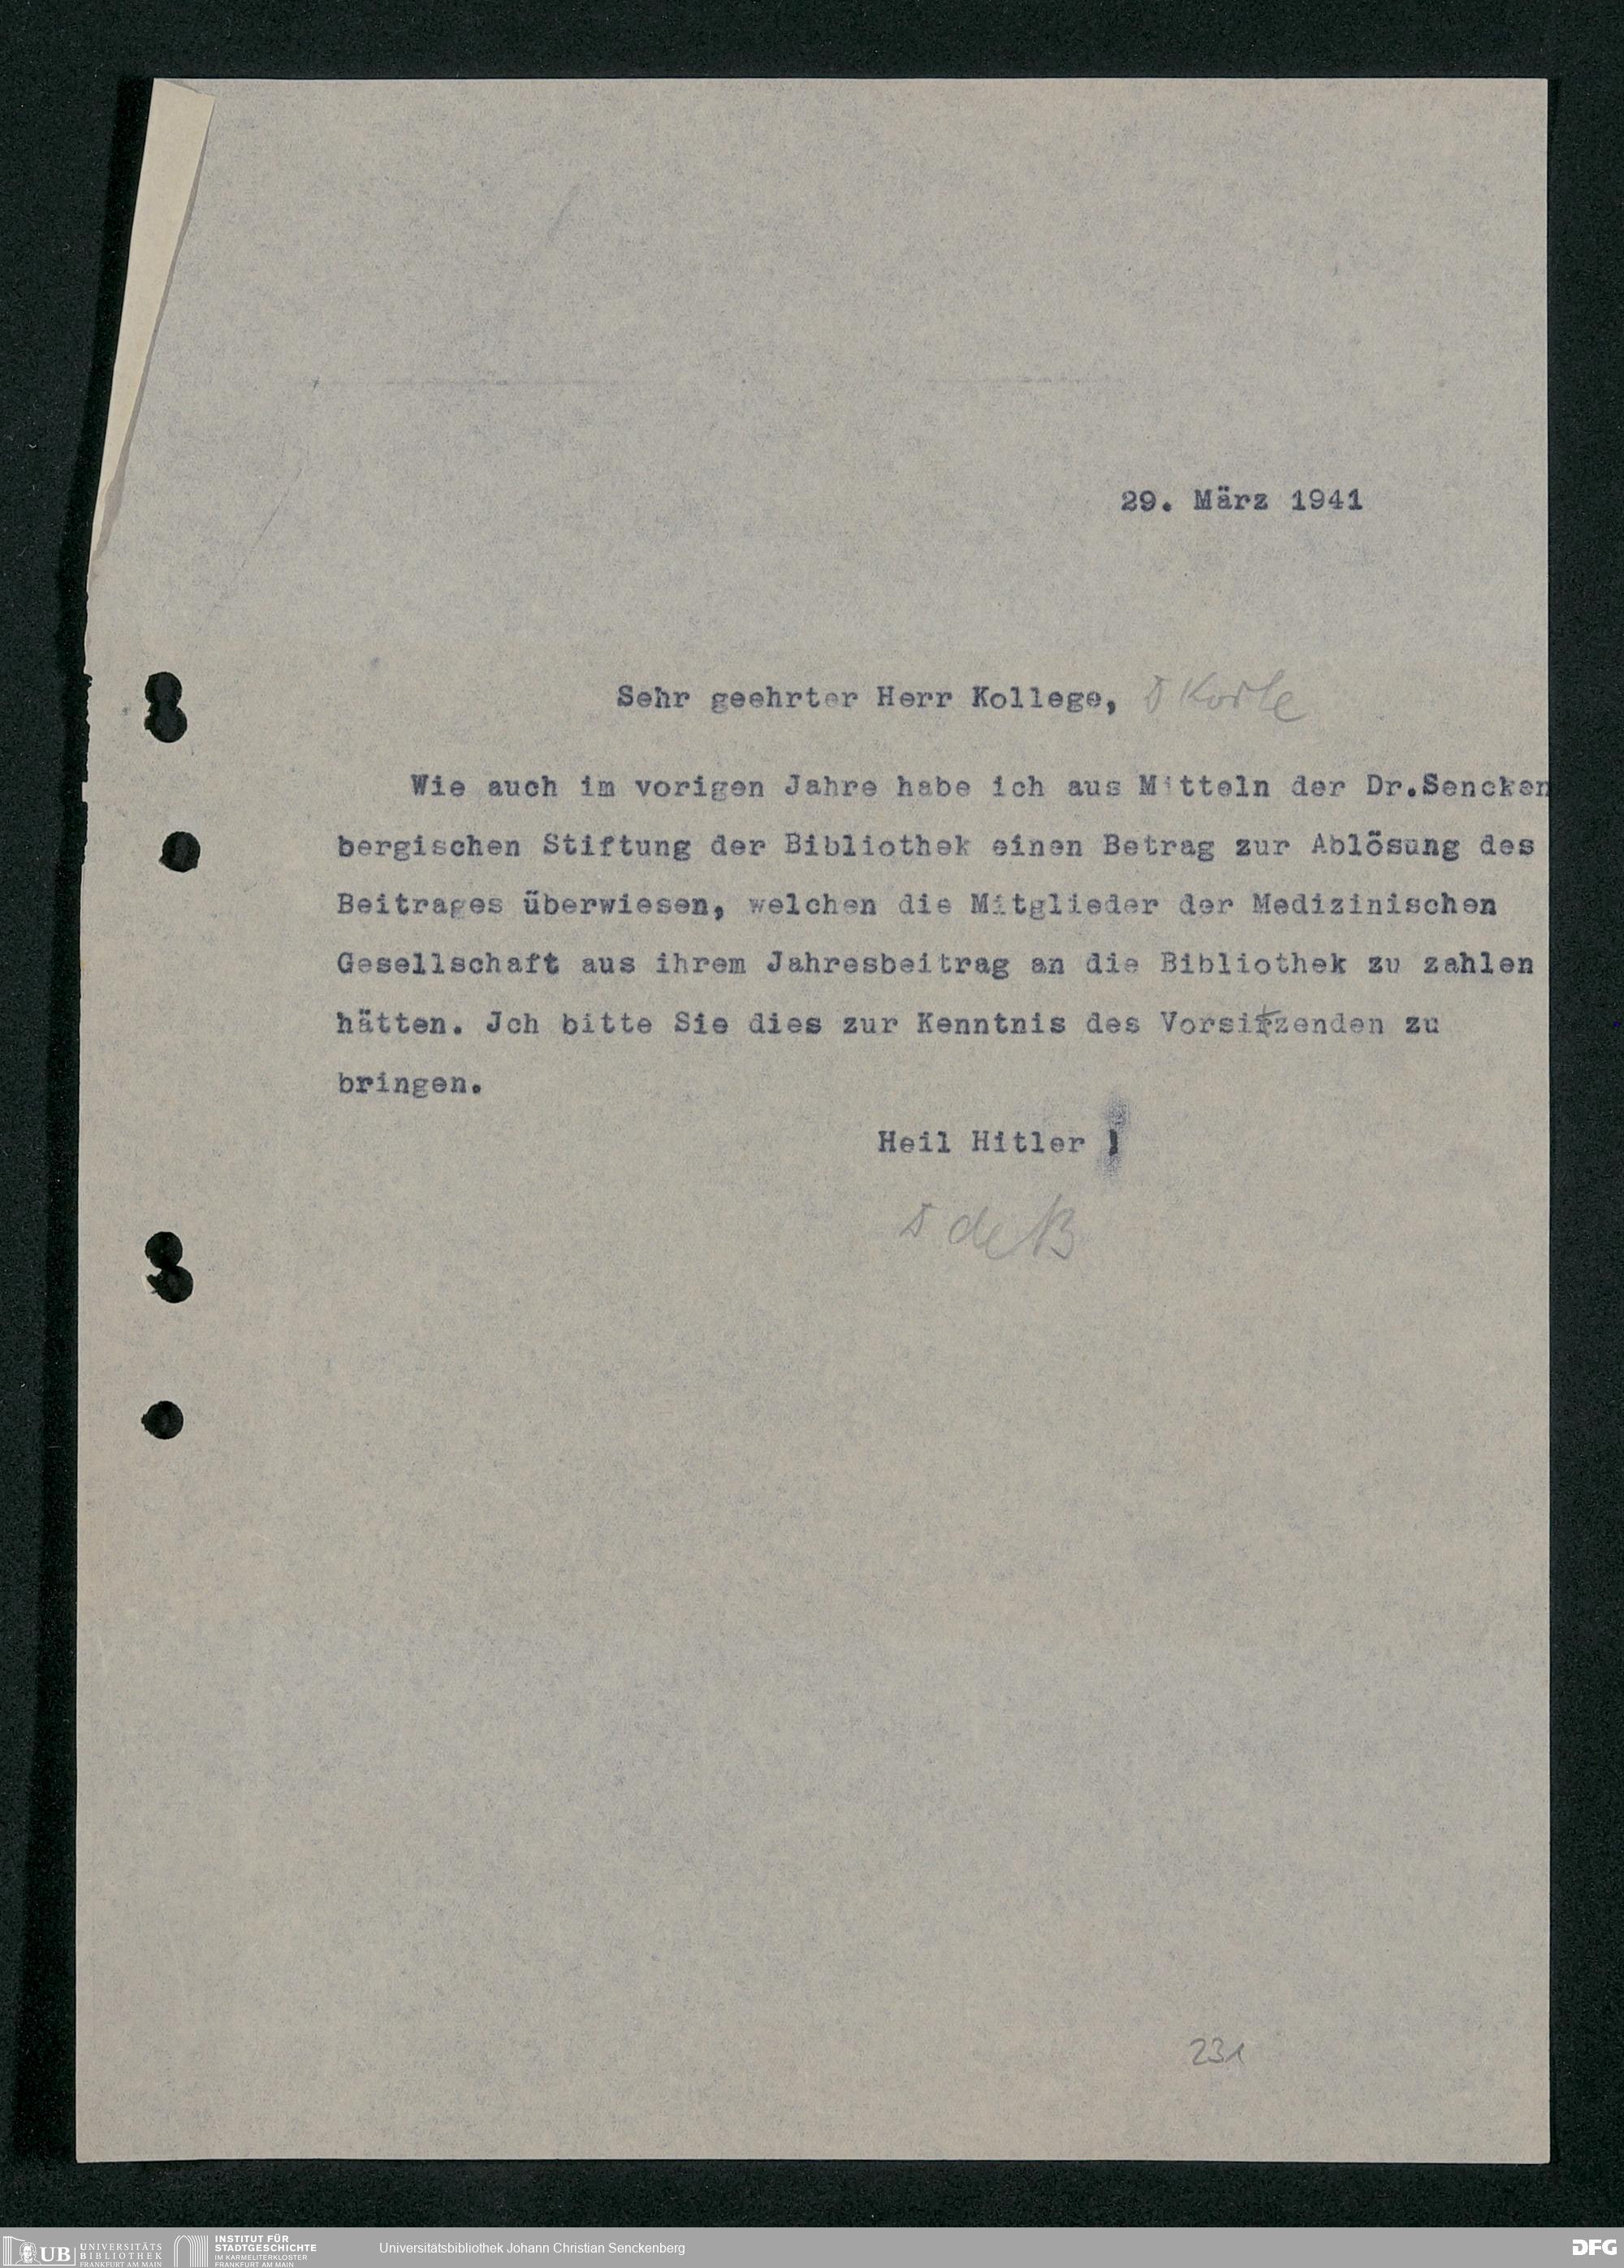 29. März 1941
Sehr geehrter Herr Kollege,
Wie auch im vorigen Jahre habe ich aus Mitteln der Dr.Sencken
bergischen Stiftung der Bibliothek einen Betrag zur Ablösung des
Beitrages überwiesen, welchen die Mitglieder der Medizinischen
Gesellschaft aus ihrem Jahresbeitrag an die Bibliothek zu zahlen
hätten. Jch bitte Sie dies zur Kenntnis des Vorsitzenden zu
bringen.
Heil Hitler !
de B
231
UB UNIVERSITÄTS
BIBLIOTHEK
FRANKFURT AM MAIN
INSTITUT FÜR
STADTGESCHICHTE
IM KARMELITERKLOSTER
FRANKFURT AM MAIN
Universitätsbibliothek Johann Christian Senckenberg
DFG